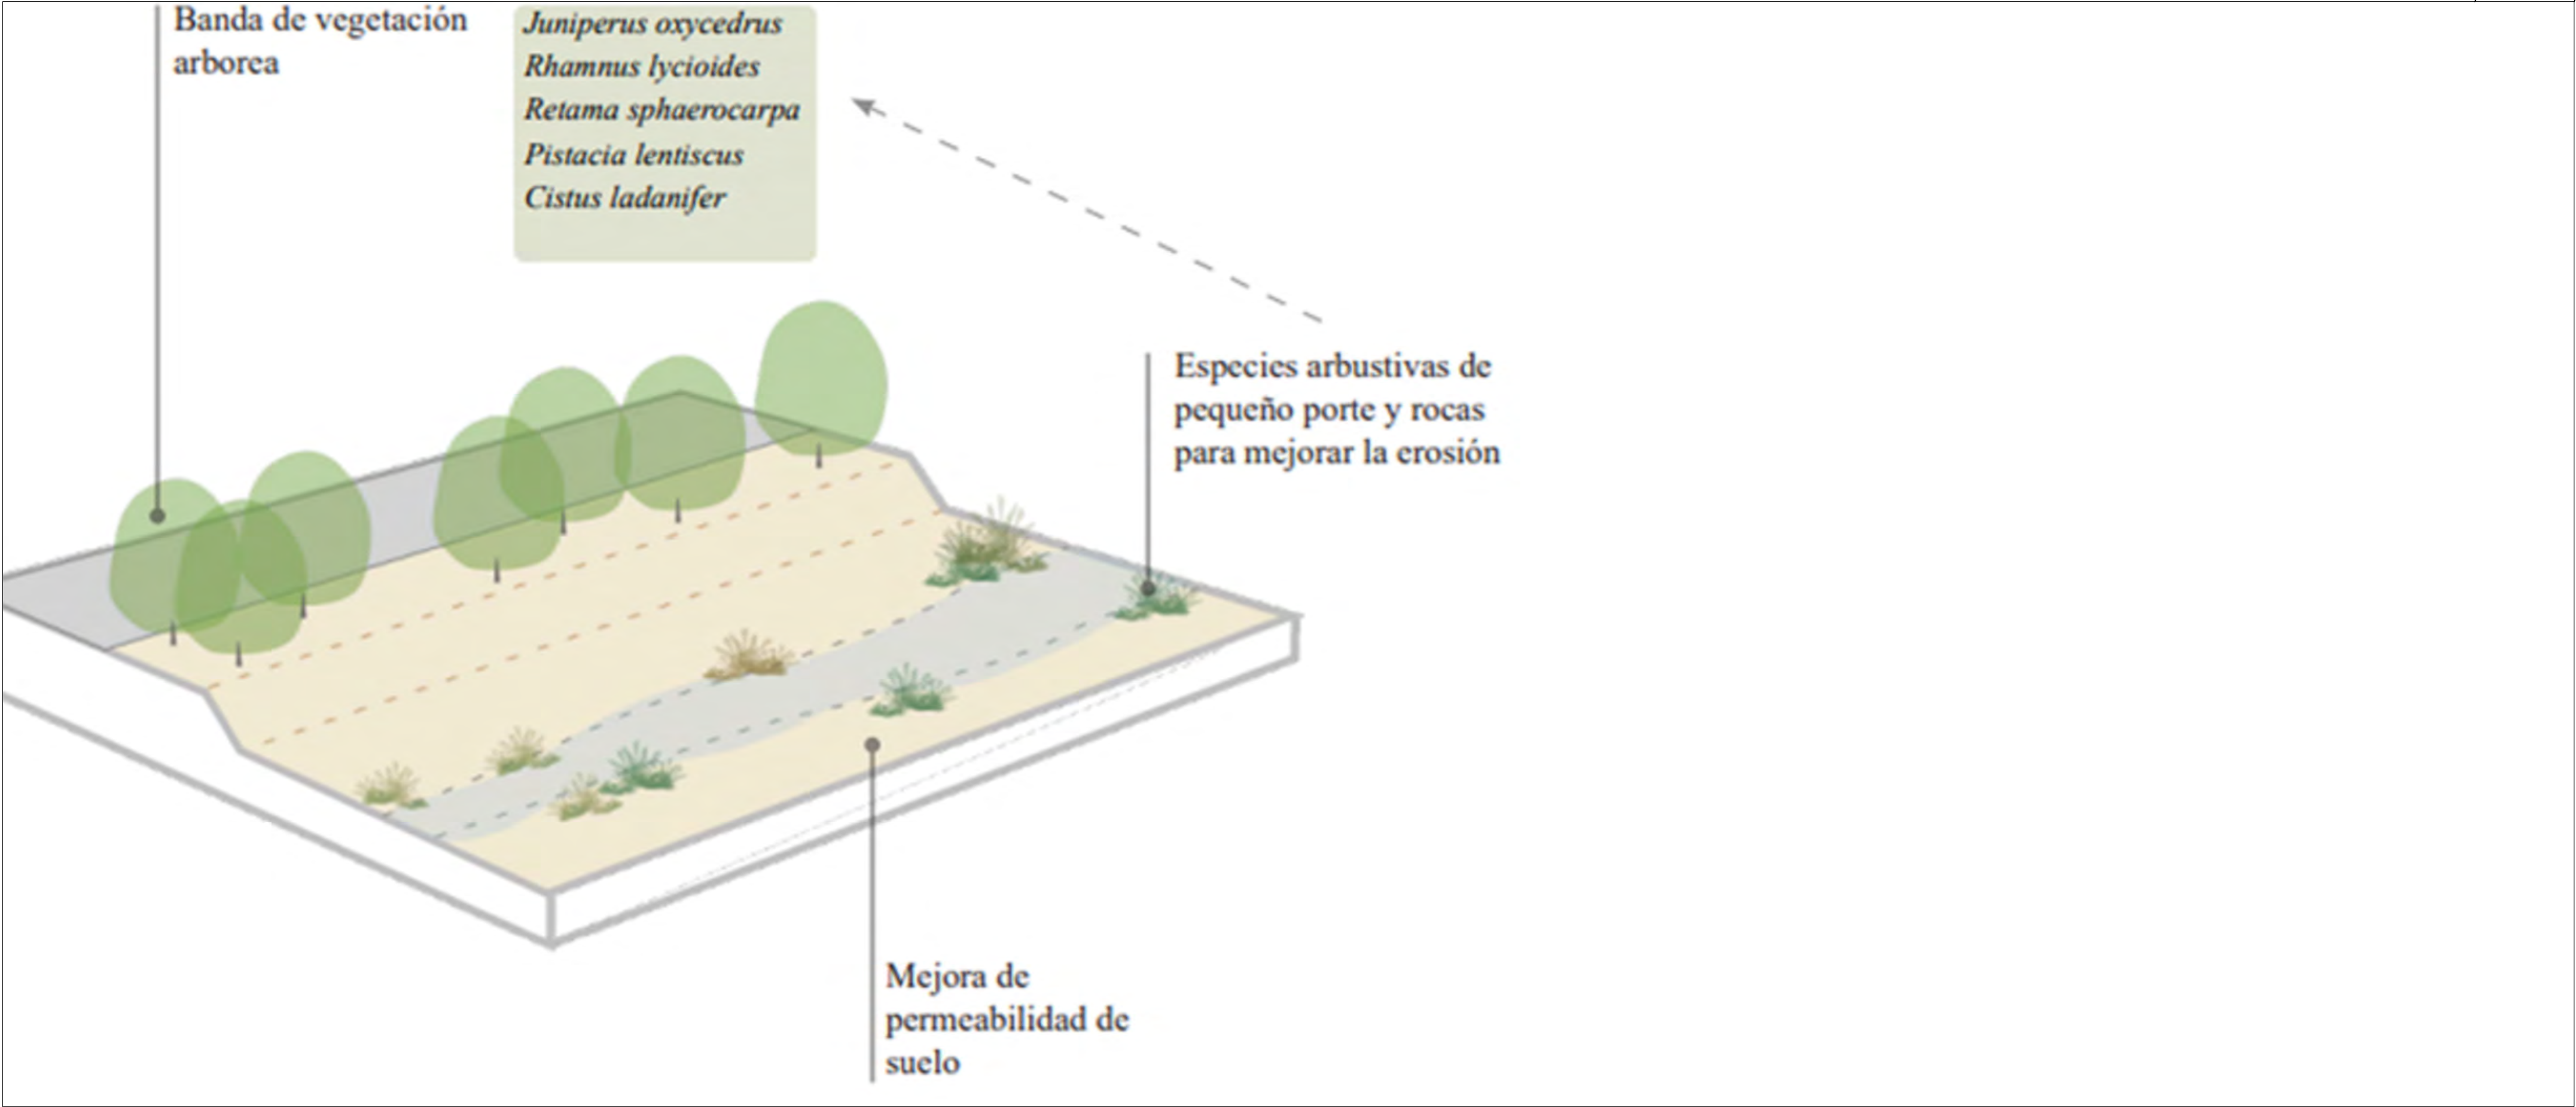 Banda de vegetación
arborea
Juniperus oxycedrus
Rhamnus lycioides
Retama sphaerocarpa
Pistacia lentiscus
Cistus ladanifer
Especies arbustivas de
pequeño porte y rocas
para mejorar la erosión
Mejora de
permeabilidad de
suelo